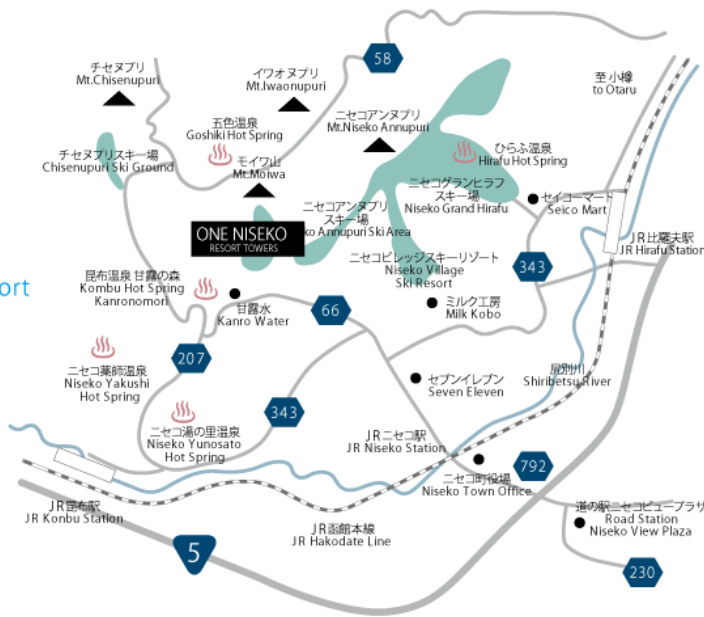 58
チセヌプリ
Mt.Chisenupuri
イワオヌプリ
Mt.Iwaonupuri
至 小樽
to Otaru
五色温泉
Goshiki Hot Spring
ニセコアンヌプリ
Mt.Niseko Annupuri
ひらふ温泉
Hirafu Hot Spring
チセヌプリスキー場
Chisenupuri Ski Ground
モイワ山
Mt.Moiwa
ニセコグランヒラフ
スキー場
Niseko Grand Hirafu
セイコーマート
Seico Mart
ONE NISEKO
RESORT TOWERS
ニセコアンヌプリ
スキー場
ko Annupuri Ski Area
JR比羅夫駅
JR Hirafu Station
ニセコビレッジスキーリゾート
Niseko Village
Ski Resort
343
昆布温泉 甘露の森
Kombu Hot Spring
Kanronomori
ort
甘露水
Kanro Water
66
ミルク工房
Milk Kobo
207
ニセコ薬師温泉
Niseko Yakushi
Hot Spring
セブンイレブン
Seven Eleven
尻別川
Shiribetsu River
343
ニセコ湯の里温泉
Niseko Yunosato
Hot Spring
JRニセコ駅
JR Niseko Station
792
ニセコ町役場
Niseko Town Office
JR昆布駅
JR Konbu Station
JR函館本線
JR Hakodate Line
道の駅ニセコビュープラザ
Road Station
Niseko View Plaza
5
230